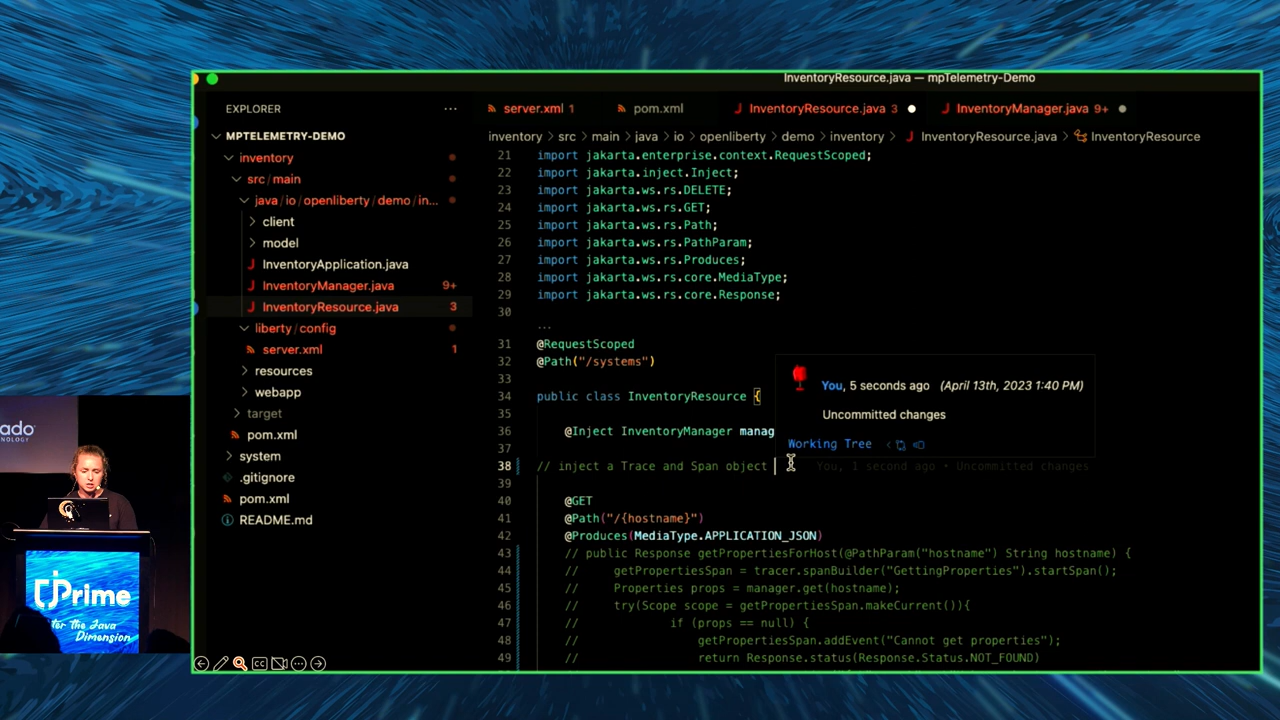 InventoryResource.java — mpTelemetry-Demo
EXPLORER ···
server.xml 1
pom.xml
InventoryResource.java 3
InventoryManager.java 9+
MPTELEMETRY-DEMO
inventory > src > main > java > io > openliberty > demo > inventory > InventoryResource.java > InventoryResource
inventory
src/main
java/io/openliberty/demo/in...
client
model
InventoryApplication.java
InventoryManager.java 9+
InventoryResource.java 3
liberty/config
server.xml 1
resources
webapp
target
pom.xml
system
.gitignore
pom.xml
README.md
21 import jakarta.enterprise.context.RequestScoped;
22 import jakarta.inject.Inject;
23 import jakarta.ws.rs.DELETE;
24 import jakarta.ws.rs.GET;
25 import jakarta.ws.rs.Path;
26 import jakarta.ws.rs.PathParam;
27 import jakarta.ws.rs.Produces;
28 import jakarta.ws.rs.core.MediaType;
29 import jakarta.ws.rs.core.Response;
30
...
31 @RequestScoped
32 @Path("/systems")
33
34 public class InventoryResource {
35
36 @Inject InventoryManager manag
37
38 // inject a Trace and Span object You, 1 second ago • Uncommitted changes
39
40 @GET
41 @Path("/{hostname}")
42 @Produces(MediaType.APPLICATION_JSON)
43 // public Response getPropertiesForHost(@PathParam("hostname") String hostname) {
44 // getPropertiesSpan = tracer.spanBuilder("GettingProperties").startSpan();
45 // Properties props = manager.get(hostname);
46 // try(Scope scope = getPropertiesSpan.makeCurrent()){
47 // if (props == null) {
48 // getPropertiesSpan.addEvent("Cannot get properties");
49 // return Response.status(Response.Status.NOT_FOUND)
You, 5 seconds ago (April 13th, 2023 1:40 PM)
Uncommitted changes
Working Tree
CC
ado
NOLOGY
Prime
ter the Java
Dimension